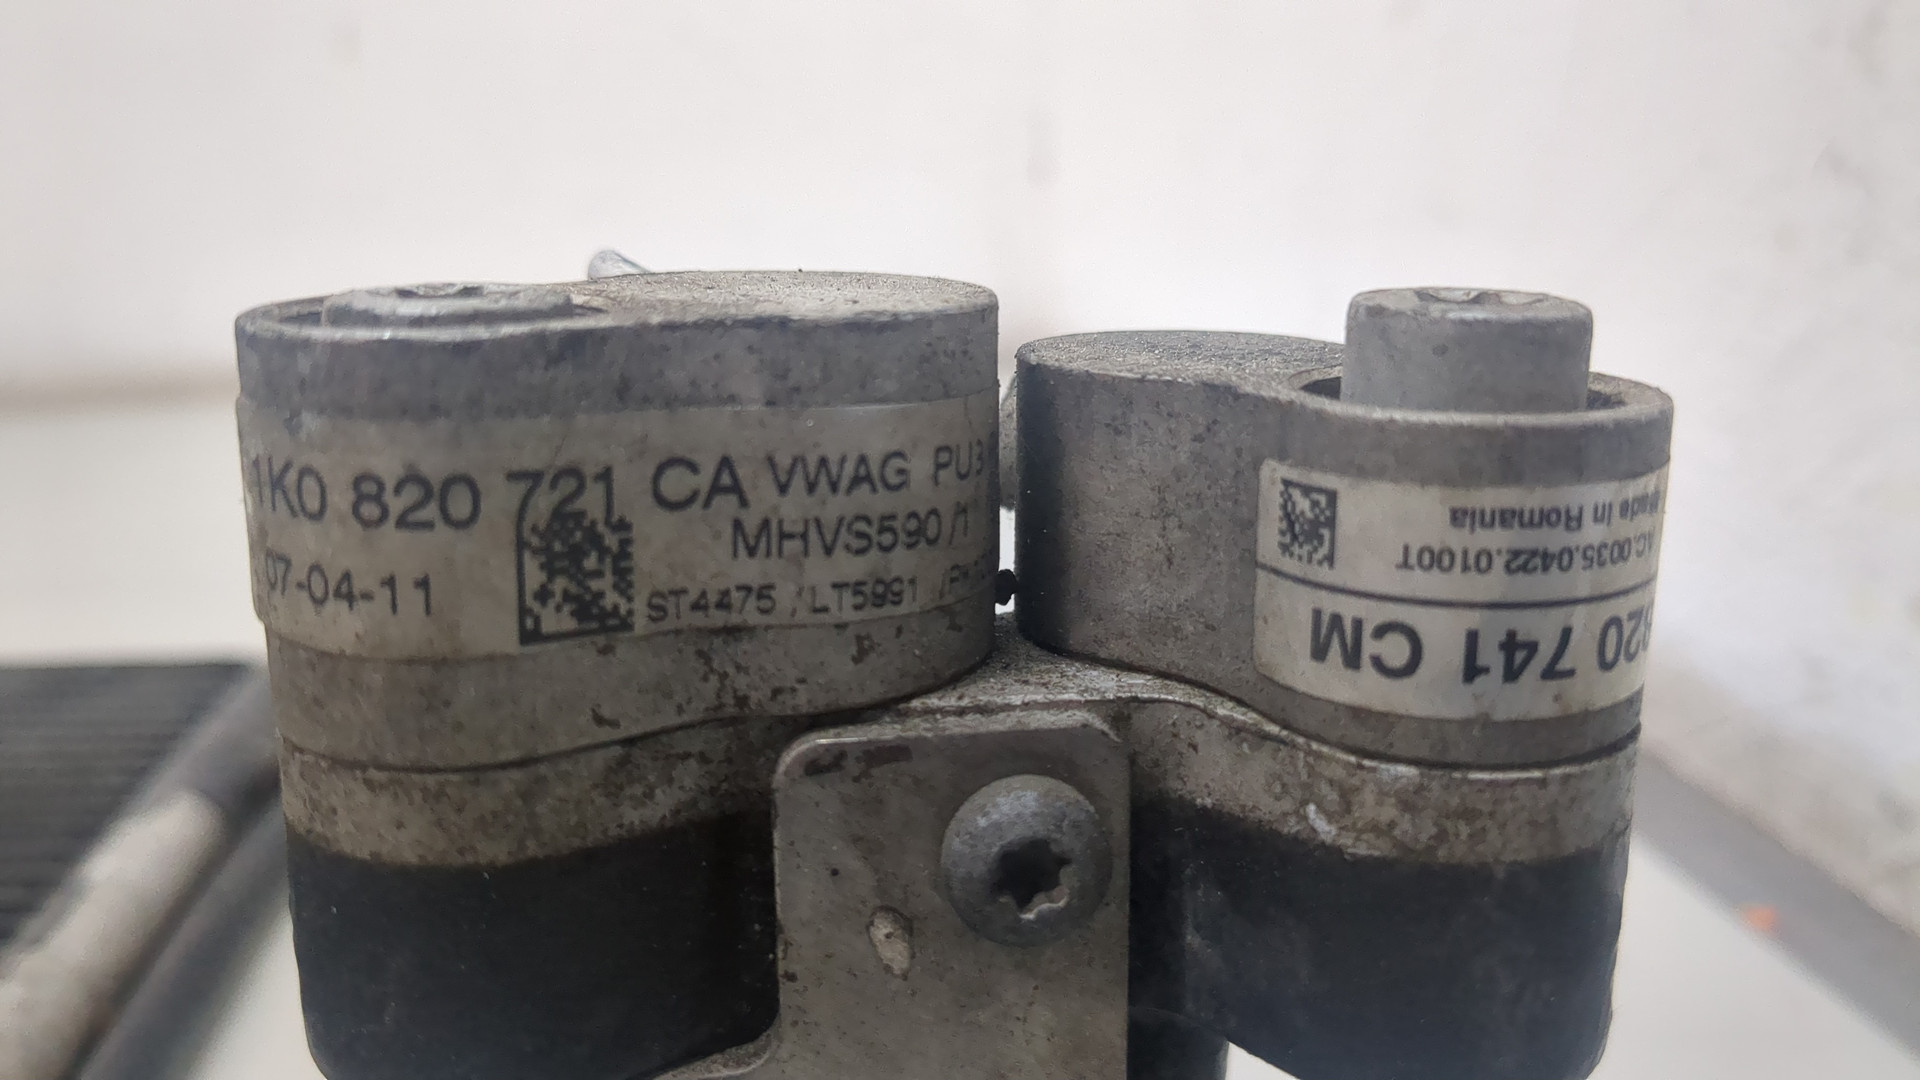 1K0 820 721 CA VWAG PU3
MHVS590/1
07-04-11
ST4475 /LT5991
820 741 CM
AC.0035.0422.0100T
Made in Romania